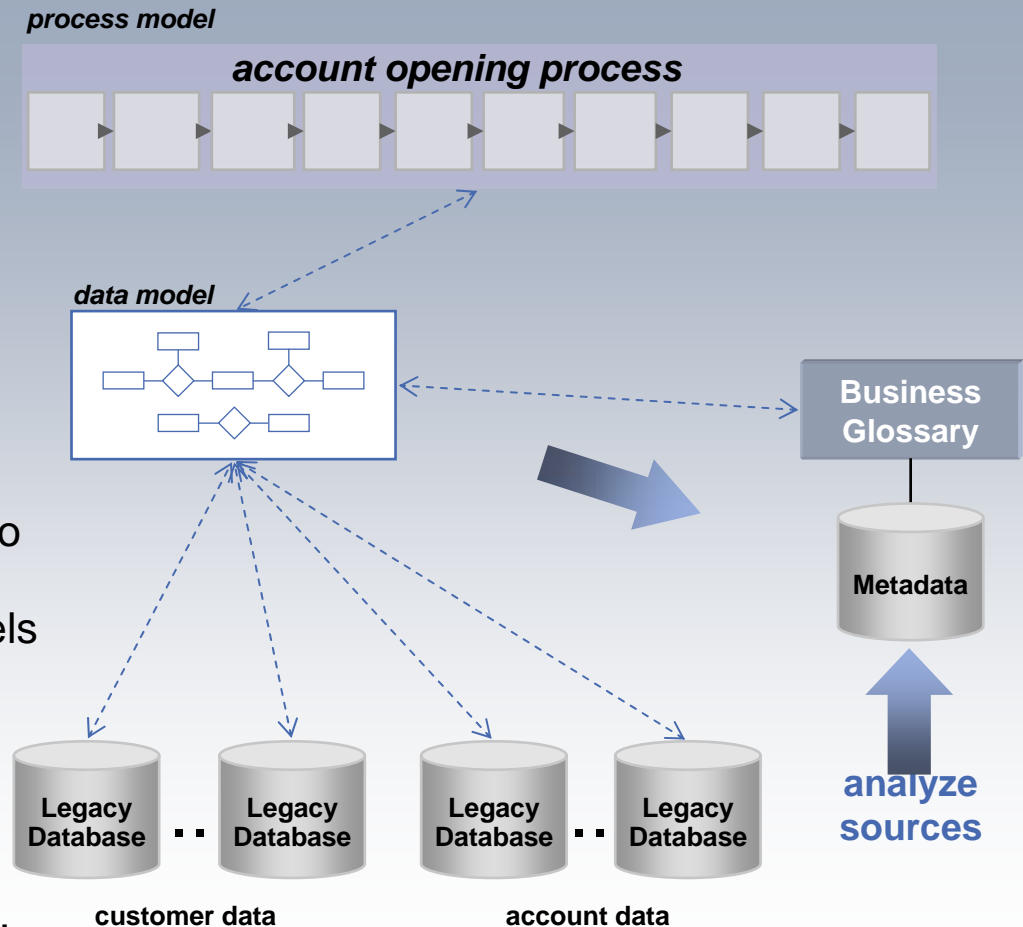 process model
account opening process
data model
Business
Glossary
o
Metadata
els
Legacy
Database
..
Legacy
Database
Legacy
Database
..
Legacy
Database
analyze
sources
customer data
account data